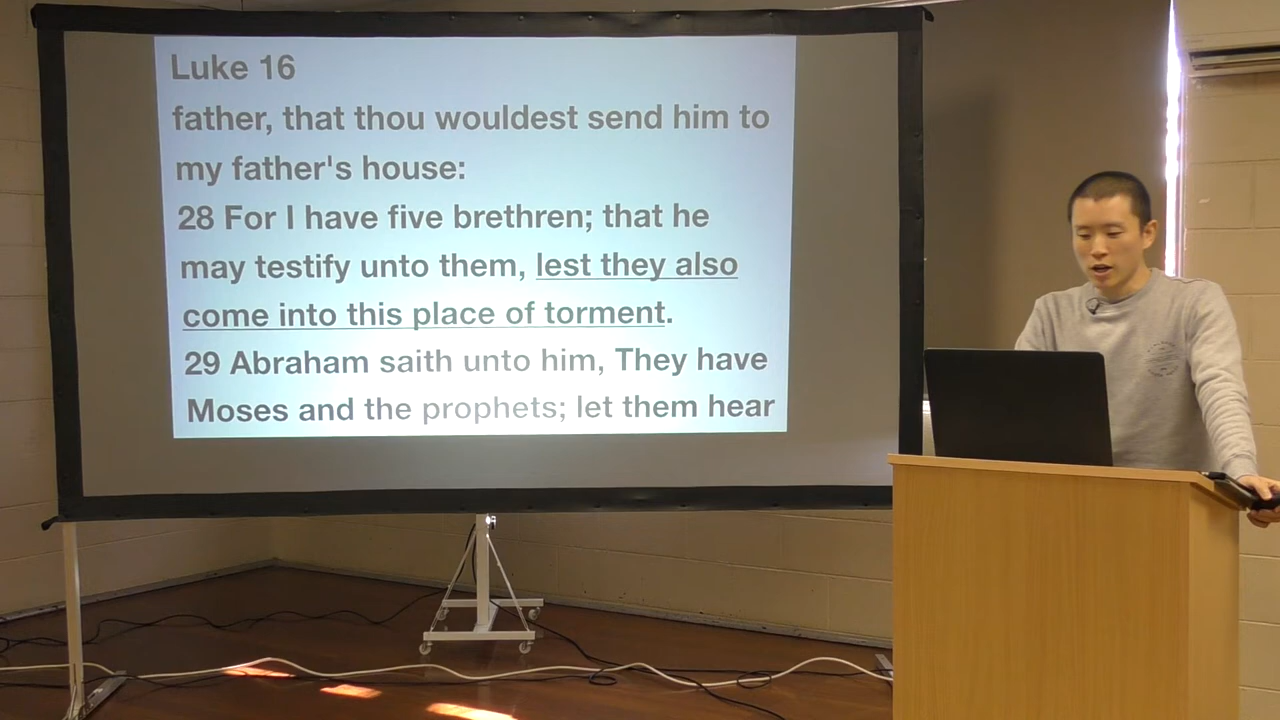 Luke 16
father, that thou wouldest send him to
my father's house:
28 For I have five brethren; that he
may testify unto them, lest they also
come into this place of torment.
29 Abraham saith unto him, They have
Moses and the prophets; let them hear